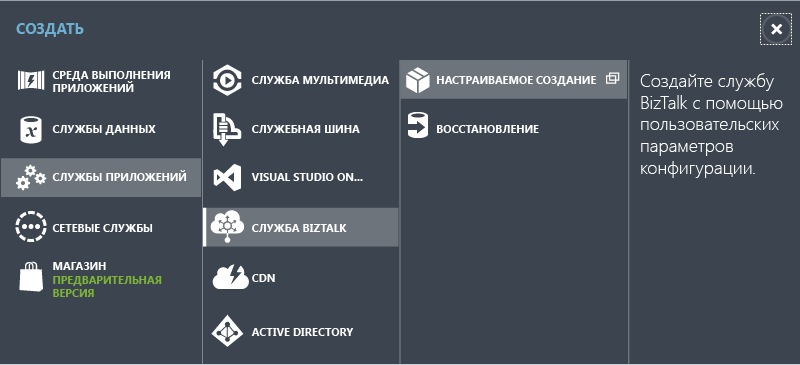 СОЗДАТЬ
СРЕДА ВЫПОЛНЕНИЯ
ПРИЛОЖЕНИЙ
СЛУЖБЫ ДАННЫХ
СЛУЖБЫ ПРИЛОЖЕНИЙ
СЕТЕВЫЕ СЛУЖБЫ
МАГАЗИН
ПРЕДВАРИТЕЛЬНАЯ
ВЕРСИЯ
СЛУЖБА МУЛЬТИМЕДИА
СЛУЖЕБНАЯ ШИНА
VISUAL STUDIO ON...
СЛУЖБА BIZTALK
CDN
ACTIVE DIRECTORY
НАСТРАИВАЕМОЕ СОЗДАНИЕ
ВОССТАНОВЛЕНИЕ
Создайте службу
BizTalk с помощью
пользовательских
параметров
конфигурации.